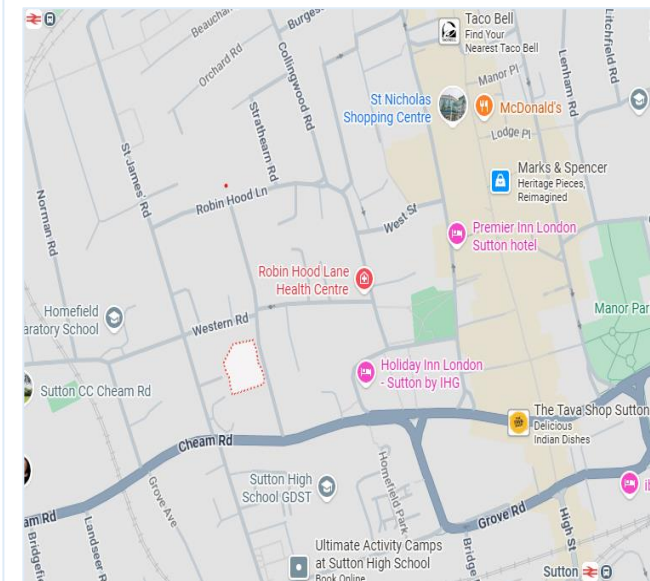 Beauchar
Burges
Orchard Rd
Collingwood Rd
Strathearn Rd
St James' Rd
Norman Rd
Robin Hood Ln
West St
Taco Bell
Find Your
Nearest Taco Bell
Manor Pl
Litchfield Rd
Lenham Rd
St Nicholas
Shopping Centre
McDonald's
Lodge Pl
Marks & Spencer
Heritage Pieces,
Reimagined
Premier Inn London
Sutton hotel
Robin Hood Lane
Health Centre
Manor Par
Homefield
aratory School
Western Rd
Sutton CC Cheam Rd
Holiday Inn London
- Sutton by IHG
The Tava Shop Sutton
Delicious
Indian Dishes
Cheam Rd
Sutton High
School GDST
Homefield Park
Grove Rd
Grove Ave
am Rd
Landseer R
Bridgefi
Bridge
High St
Ultimate Activity Camps
at Sutton High School
Book Online
Sutton